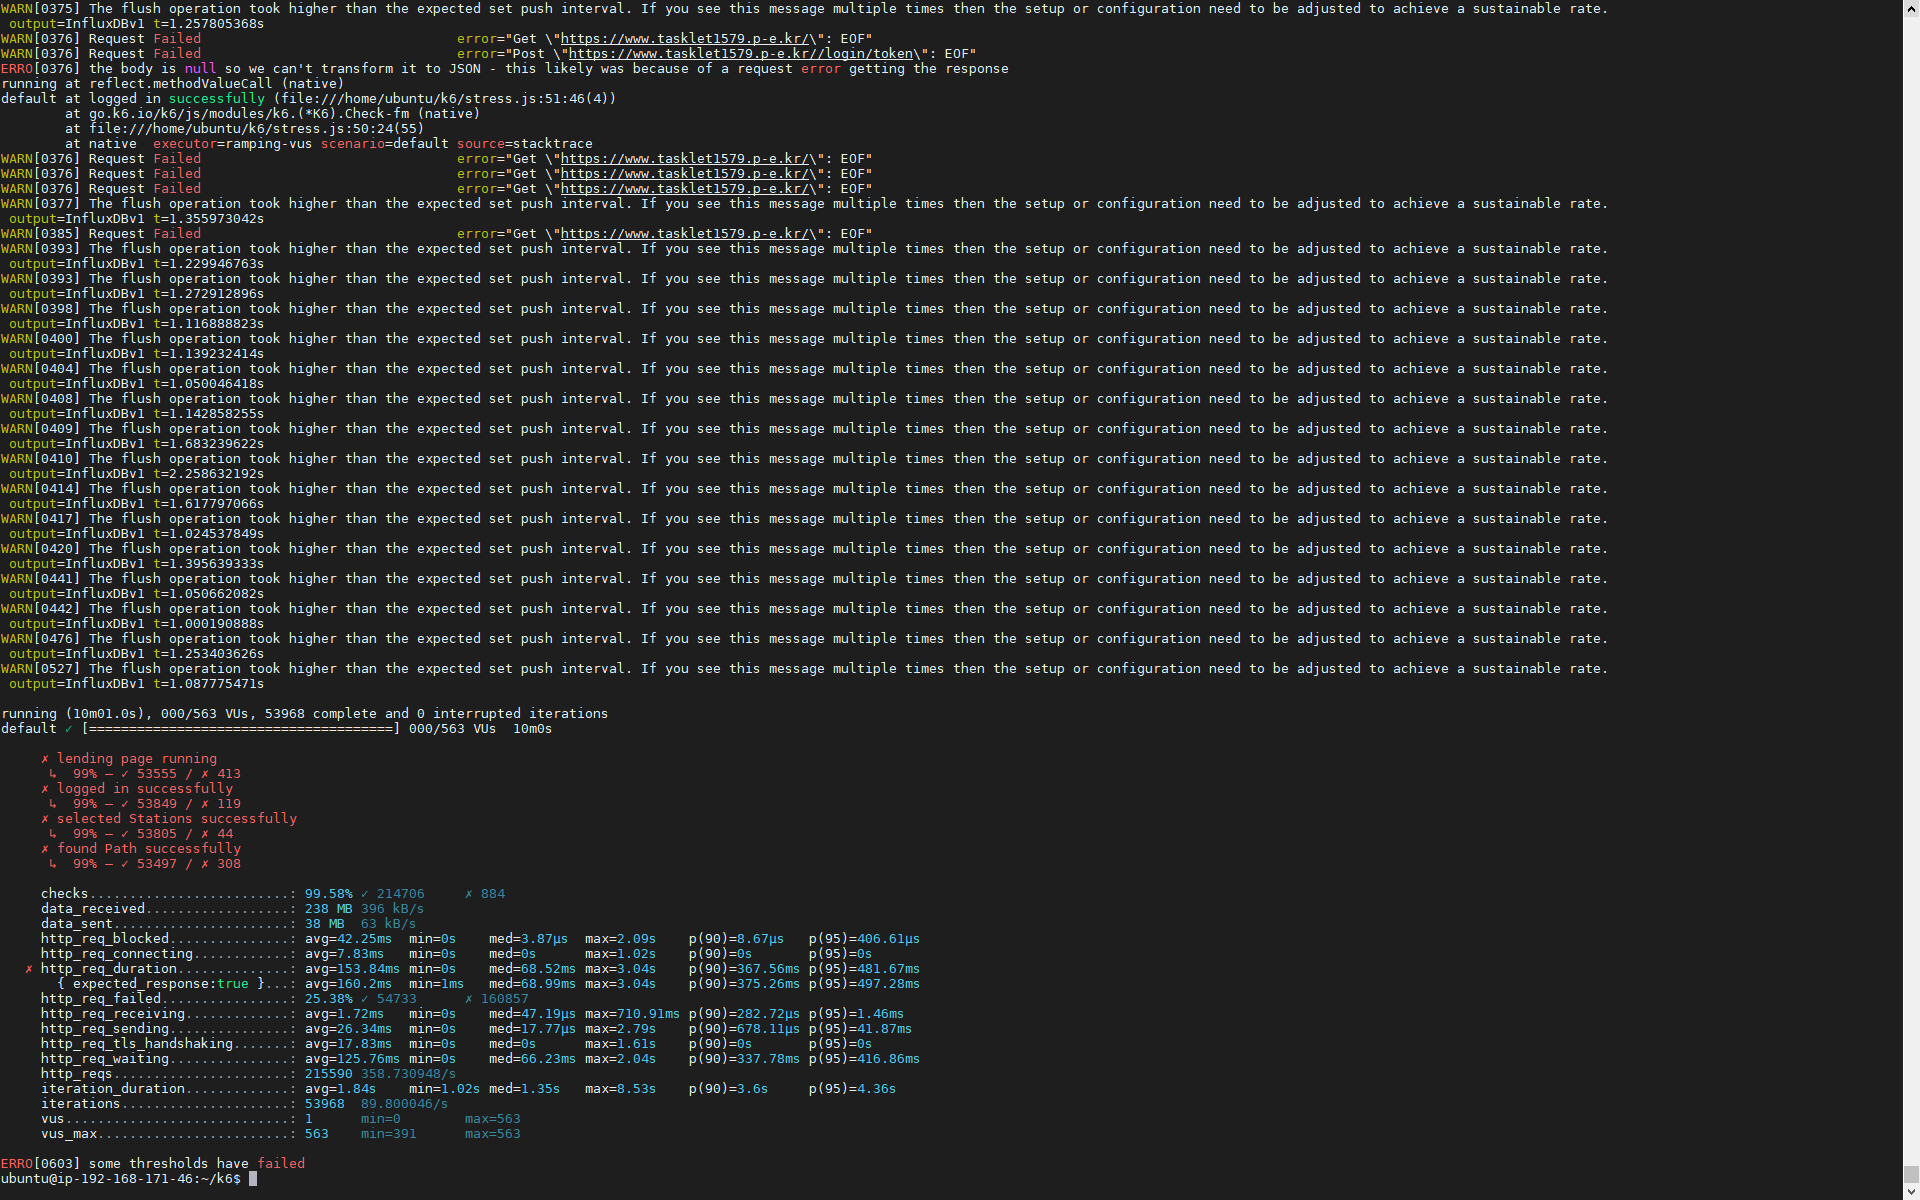 WARN[0375] The flush operation took higher than the expected set push interval. If you see this message multiple times then the setup or configuration need to be adjusted to achieve a sustainable rate.
 output=InfluxDBv1 t=1.257805368s
WARN[0376] Request Failed                                error="Get \"https://www.tasklet1579.p-e.kr/\": EOF"
WARN[0376] Request Failed                                error="Post \"https://www.tasklet1579.p-e.kr//login/token\": EOF"
ERRO[0376] the body is null so we can't transform it to JSON - this likely was because of a request error getting the response
running at reflect.methodValueCall (native)
default at logged in successfully (file:///home/ubuntu/k6/stress.js:51:46(4))
        at go.k6.io/k6/js/modules/k6.(*K6).Check-fm (native)
        at file:///home/ubuntu/k6/stress.js:50:24(55)
        at native  executor=ramping-vus scenario=default source=stacktrace
WARN[0376] Request Failed                                error="Get \"https://www.tasklet1579.p-e.kr/\": EOF"
WARN[0376] Request Failed                                error="Get \"https://www.tasklet1579.p-e.kr/\": EOF"
WARN[0376] Request Failed                                error="Get \"https://www.tasklet1579.p-e.kr/\": EOF"
WARN[0377] The flush operation took higher than the expected set push interval. If you see this message multiple times then the setup or configuration need to be adjusted to achieve a sustainable rate.
 output=InfluxDBv1 t=1.355973042s
WARN[0385] Request Failed                                error="Get \"https://www.tasklet1579.p-e.kr/\": EOF"
WARN[0393] The flush operation took higher than the expected set push interval. If you see this message multiple times then the setup or configuration need to be adjusted to achieve a sustainable rate.
 output=InfluxDBv1 t=1.229946763s
WARN[0393] The flush operation took higher than the expected set push interval. If you see this message multiple times then the setup or configuration need to be adjusted to achieve a sustainable rate.
 output=InfluxDBv1 t=1.272912896s
WARN[0398] The flush operation took higher than the expected set push interval. If you see this message multiple times then the setup or configuration need to be adjusted to achieve a sustainable rate.
 output=InfluxDBv1 t=1.116888823s
WARN[0400] The flush operation took higher than the expected set push interval. If you see this message multiple times then the setup or configuration need to be adjusted to achieve a sustainable rate.
 output=InfluxDBv1 t=1.139232414s
WARN[0404] The flush operation took higher than the expected set push interval. If you see this message multiple times then the setup or configuration need to be adjusted to achieve a sustainable rate.
 output=InfluxDBv1 t=1.050046418s
WARN[0408] The flush operation took higher than the expected set push interval. If you see this message multiple times then the setup or configuration need to be adjusted to achieve a sustainable rate.
 output=InfluxDBv1 t=1.142858255s
WARN[0409] The flush operation took higher than the expected set push interval. If you see this message multiple times then the setup or configuration need to be adjusted to achieve a sustainable rate.
 output=InfluxDBv1 t=1.683239622s
WARN[0410] The flush operation took higher than the expected set push interval. If you see this message multiple times then the setup or configuration need to be adjusted to achieve a sustainable rate.
 output=InfluxDBv1 t=2.258632192s
WARN[0414] The flush operation took higher than the expected set push interval. If you see this message multiple times then the setup or configuration need to be adjusted to achieve a sustainable rate.
 output=InfluxDBv1 t=1.617797066s
WARN[0417] The flush operation took higher than the expected set push interval. If you see this message multiple times then the setup or configuration need to be adjusted to achieve a sustainable rate.
 output=InfluxDBv1 t=1.024537849s
WARN[0420] The flush operation took higher than the expected set push interval. If you see this message multiple times then the setup or configuration need to be adjusted to achieve a sustainable rate.
 output=InfluxDBv1 t=1.395639333s
WARN[0441] The flush operation took higher than the expected set push interval. If you see this message multiple times then the setup or configuration need to be adjusted to achieve a sustainable rate.
 output=InfluxDBv1 t=1.050662082s
WARN[0442] The flush operation took higher than the expected set push interval. If you see this message multiple times then the setup or configuration need to be adjusted to achieve a sustainable rate.
 output=InfluxDBv1 t=1.000190888s
WARN[0476] The flush operation took higher than the expected set push interval. If you see this message multiple times then the setup or configuration need to be adjusted to achieve a sustainable rate.
 output=InfluxDBv1 t=1.253403626s
WARN[0527] The flush operation took higher than the expected set push interval. If you see this message multiple times then the setup or configuration need to be adjusted to achieve a sustainable rate.
 output=InfluxDBv1 t=1.087775471s

running (10m01.0s), 000/563 VUs, 53968 complete and 0 interrupted iterations
default ✓ [======================================] 000/563 VUs  10m0s

     ✗ lending page running
      ↳  99% — ✓ 53555 / ✗ 413
     ✗ logged in successfully
      ↳  99% — ✓ 53849 / ✗ 119
     ✗ selected Stations successfully
      ↳  99% — ✓ 53805 / ✗ 44
     ✗ found Path successfully
      ↳  99% — ✓ 53497 / ✗ 308

     checks.........................: 99.58% ✓ 214706     ✗ 884
     data_received..................: 238 MB 396 kB/s
     data_sent......................: 38 MB  63 kB/s
     http_req_blocked...............: avg=42.25ms  min=0s    med=3.87µs  max=2.09s    p(90)=8.67µs   p(95)=406.61µs
     http_req_connecting............: avg=7.83ms   min=0s    med=0s      max=1.02s    p(90)=0s       p(95)=0s
   ✗ http_req_duration..............: avg=153.84ms min=0s    med=68.52ms max=3.04s    p(90)=367.56ms p(95)=481.67ms
       { expected_response:true }...: avg=160.2ms  min=1ms   med=68.99ms max=3.04s    p(90)=375.26ms p(95)=497.28ms
     http_req_failed................: 25.38% ✓ 54733      ✗ 160857
     http_req_receiving.............: avg=1.72ms   min=0s    med=47.19µs max=710.91ms p(90)=282.72µs p(95)=1.46ms
     http_req_sending...............: avg=26.34ms  min=0s    med=17.77µs max=2.79s    p(90)=678.11µs p(95)=41.87ms
     http_req_tls_handshaking.......: avg=17.83ms  min=0s    med=0s      max=1.61s    p(90)=0s       p(95)=0s
     http_req_waiting...............: avg=125.76ms min=0s    med=66.23ms max=2.04s    p(90)=337.78ms p(95)=416.86ms
     http_reqs......................: 215590 358.730948/s
     iteration_duration.............: avg=1.84s    min=1.02s med=1.35s   max=8.53s    p(90)=3.6s     p(95)=4.36s
     iterations.....................: 53968  89.800046/s
     vus............................: 1      min=0        max=563
     vus_max........................: 563    min=391      max=563

ERRO[0603] some thresholds have failed
ubuntu@ip-192-168-171-46:~/k6$